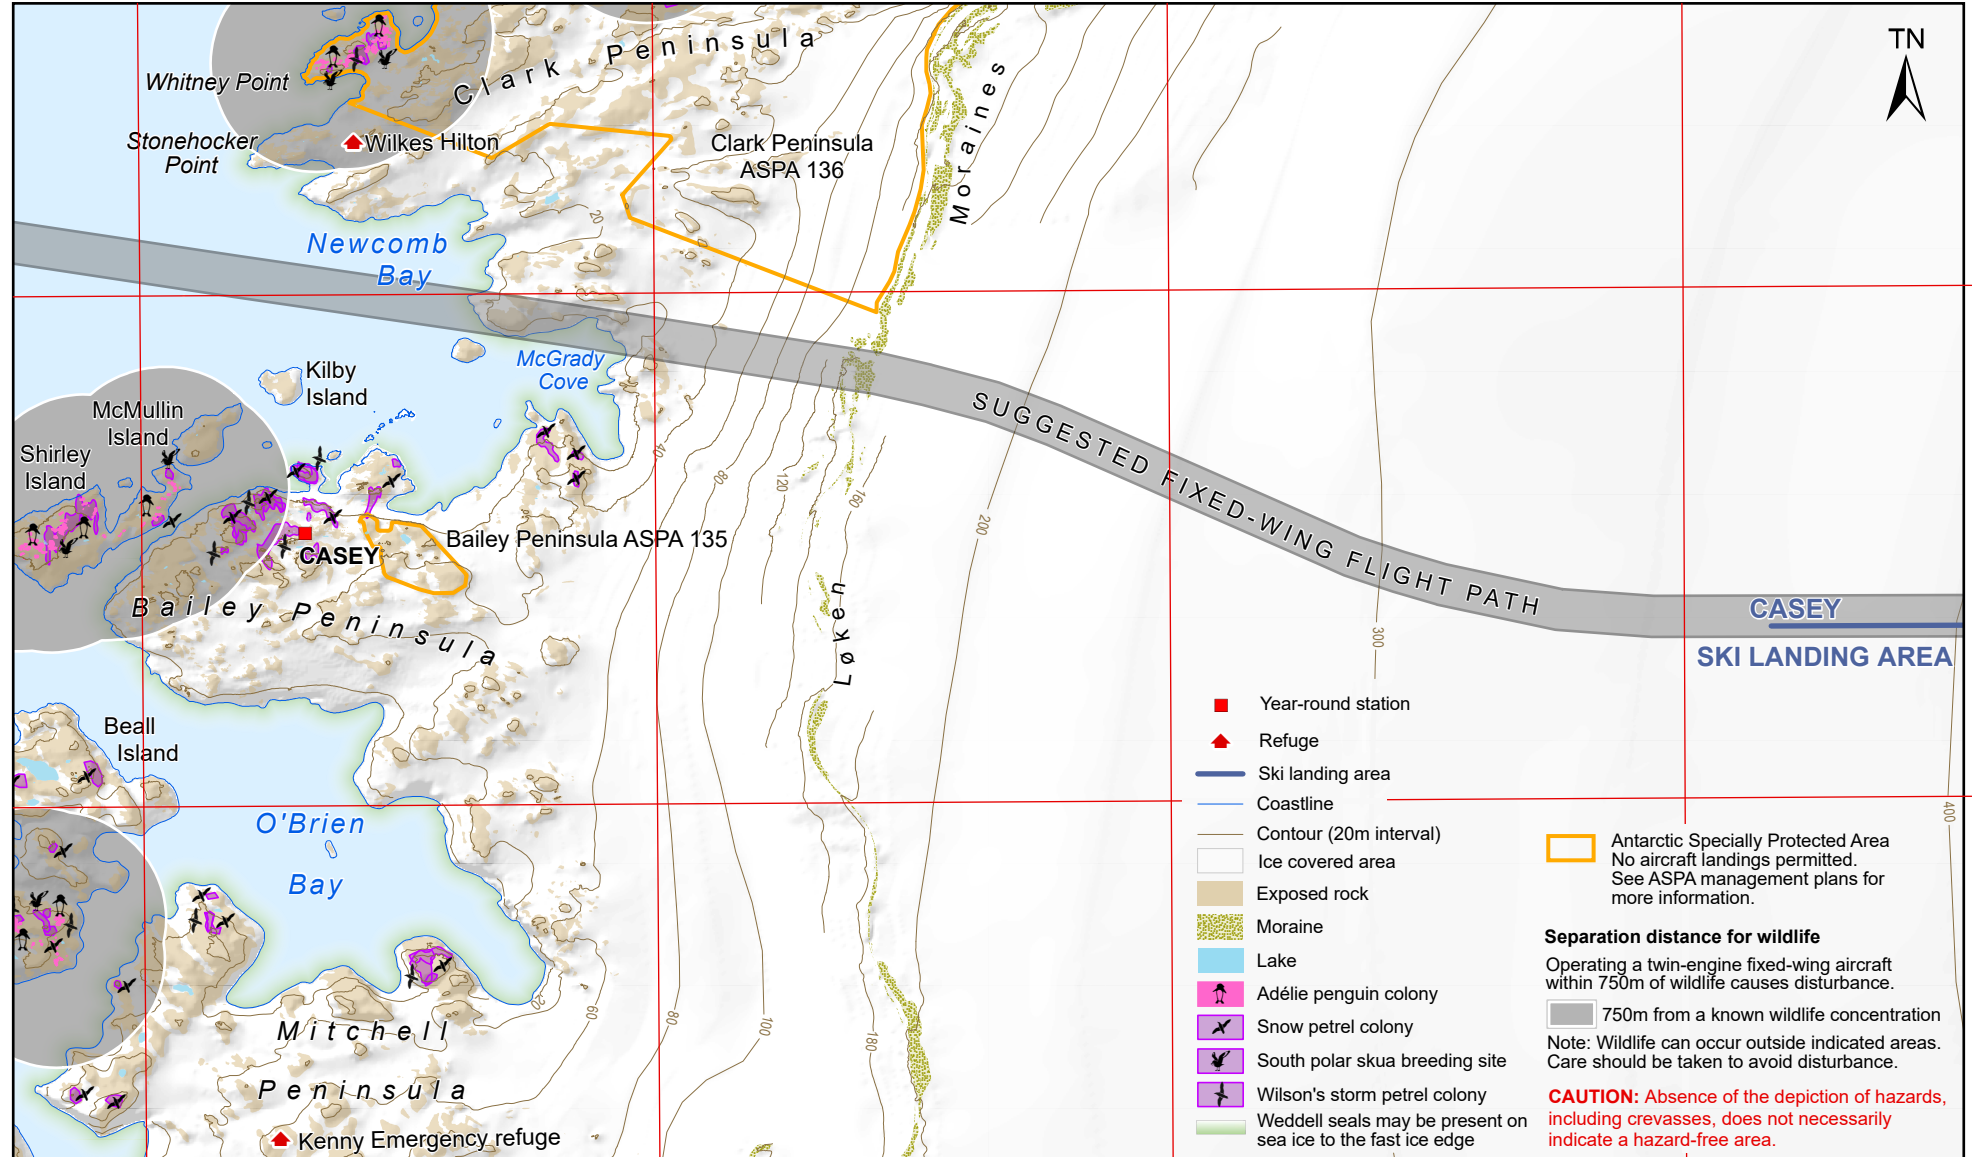 TN
Clark Peninsula
Whitney Point
Stonehocker
Point
Wilkes Hilton
Clark Peninsula
ASPA 136
Moraines
20
Newcomb
Bay
McGrady
Cove
Kilby
Island
McMullin
Island
Shirley
Island
SUGGESTED FIXED-WING FLIGHT PATH
40
80
120
160
200
300
Bailey Peninsula ASPA 135
CASEY
Bailey Peninsula
Løken
CASEY
SKI LANDING AREA
Beall
Island
O'Brien
Bay
400
20
60
80
100
180
Mitchell
Peninsula
Kenny Emergency refuge
Year-round station
Refuge
Ski landing area
Coastline
Contour (20m interval)
Ice covered area
Exposed rock
Moraine
Lake
Adélie penguin colony
Snow petrel colony
South polar skua breeding site
Wilson's storm petrel colony
Weddell seals may be present on
sea ice to the fast ice edge
Antarctic Specially Protected Area
No aircraft landings permitted.
See ASPA management plans for
more information.
Separation distance for wildlife
Operating a twin-engine fixed-wing aircraft
within 750m of wildlife causes disturbance.
750m from a known wildlife concentration
Note: Wildlife can occur outside indicated areas.
Care should be taken to avoid disturbance.
CAUTION: Absence of the depiction of hazards,
including crevasses, does not necessarily
indicate a hazard-free area.